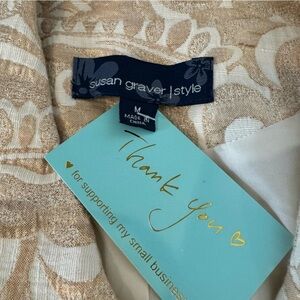 susan graver | style
M
MADE IN
CHINA
Thank You
for supporting my small business